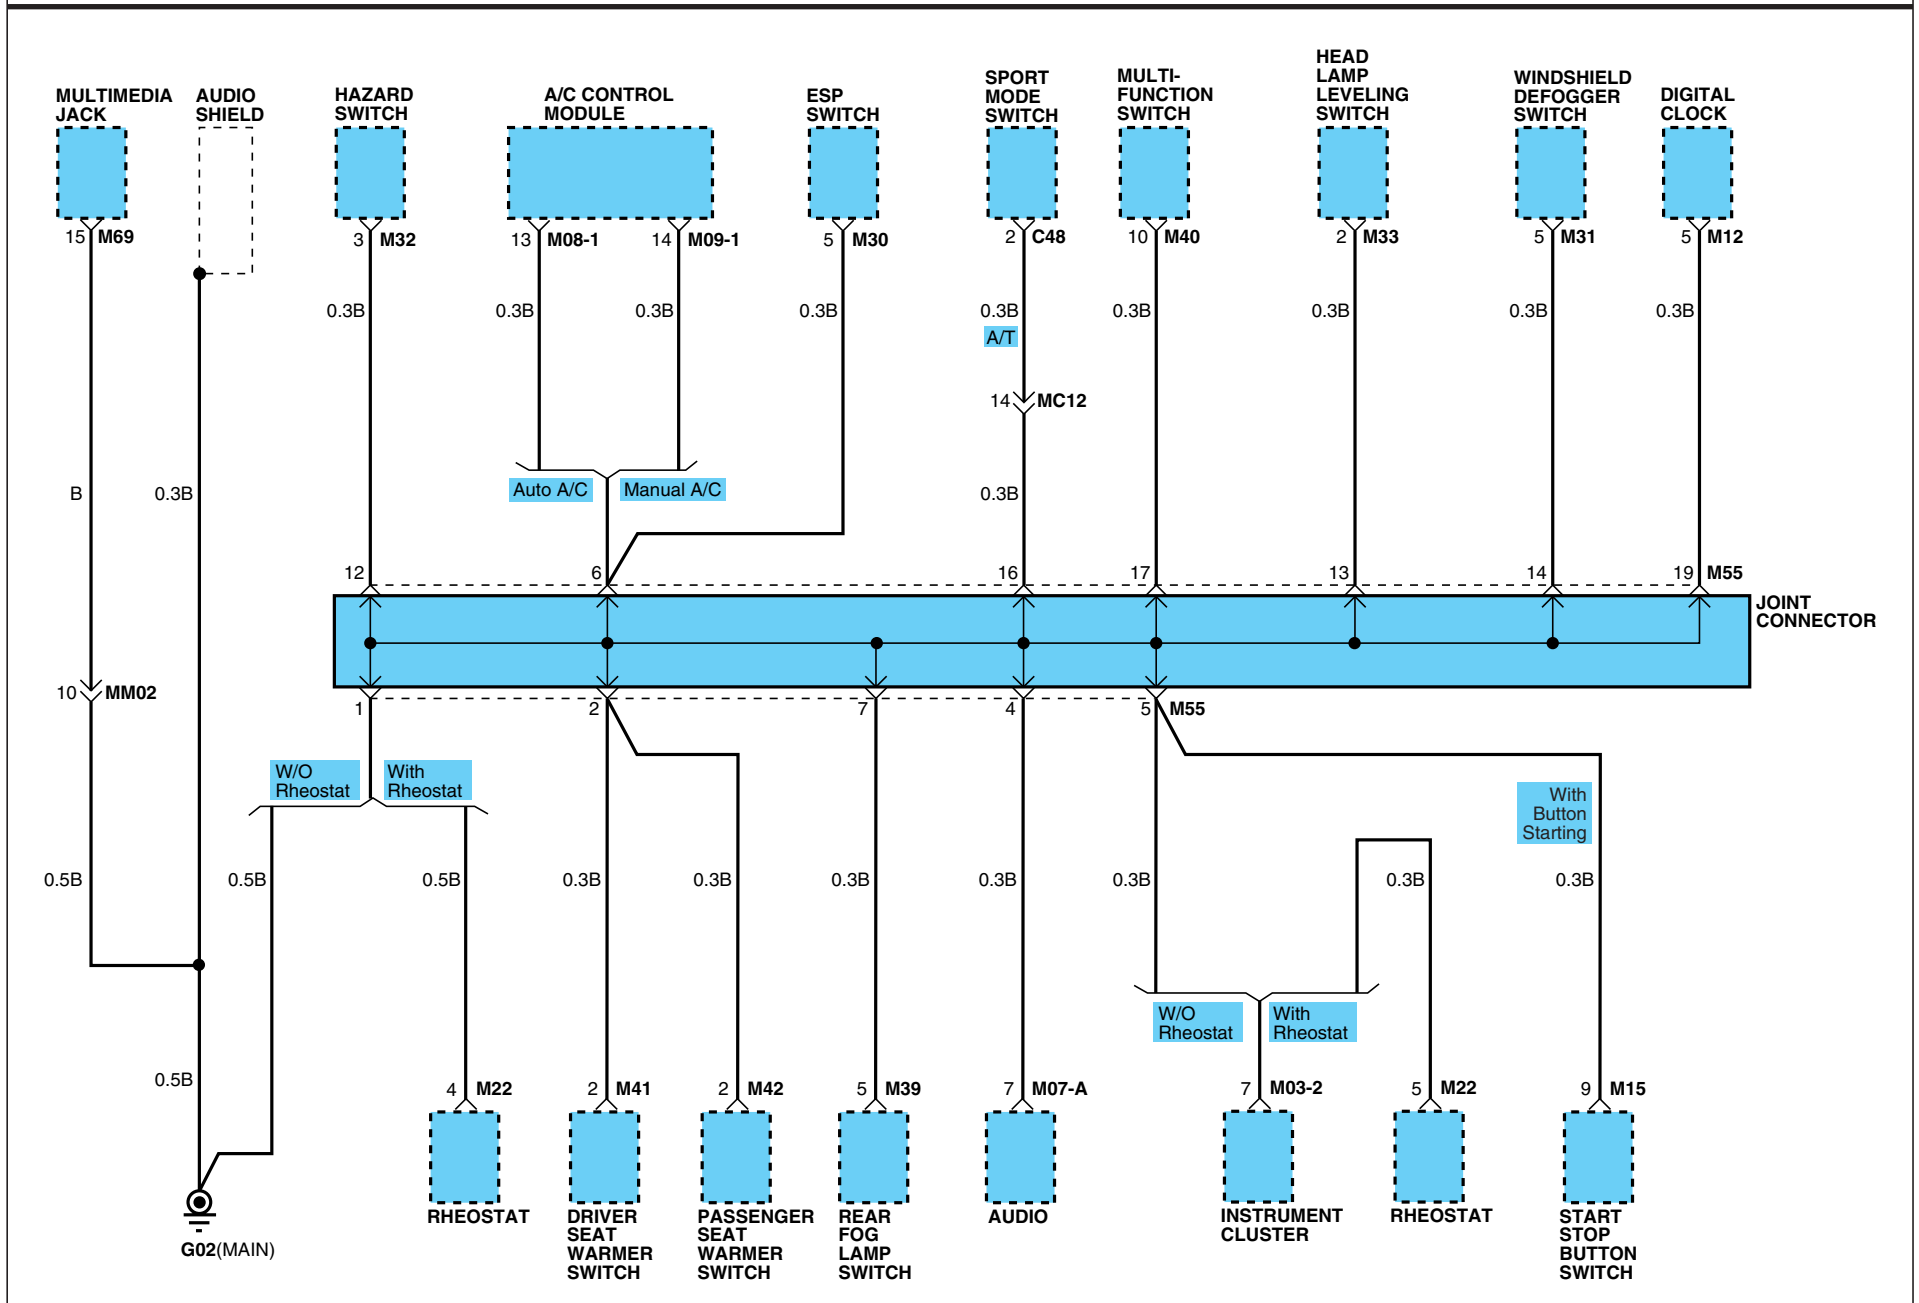 MULTIMEDIA
JACK
AUDIO
SHIELD
HAZARD
SWITCH
A/C CONTROL
MODULE
ESP
SWITCH
SPORT
MODE
SWITCH
MULTI-
FUNCTION
SWITCH
HEAD
LAMP
LEVELING
SWITCH
WINDSHIELD
DEFOGGER
SWITCH
DIGITAL
CLOCK
15 M69
3 M32
13 M08-1
14 M09-1
5 M30
2 C48
10 M40
2 M33
5 M31
5 M12
0.3B
0.3B
0.3B
0.3B
0.3B
A/T
0.3B
0.3B
0.3B
0.3B
14 MC12
Auto A/C
Manual A/C
B
0.3B
0.3B
12
6
16
17
13
14
19 M55
JOINT
CONNECTOR
10 MM02
1
2
7
4
5 M55
W/O
Rheostat
With
Rheostat
With
Button
Starting
0.5B
0.5B
0.5B
0.3B
0.3B
0.3B
0.3B
0.3B
0.3B
0.3B
W/O
Rheostat
With
Rheostat
0.5B
4 M22
2 M41
2 M42
5 M39
7 M07-A
7 M03-2
5 M22
9 M15
G02(MAIN)
RHEOSTAT
DRIVER
SEAT
WARMER
SWITCH
PASSENGER
SEAT
WARMER
SWITCH
REAR
FOG
LAMP
SWITCH
AUDIO
INSTRUMENT
CLUSTER
RHEOSTAT
START
STOP
BUTTON
SWITCH